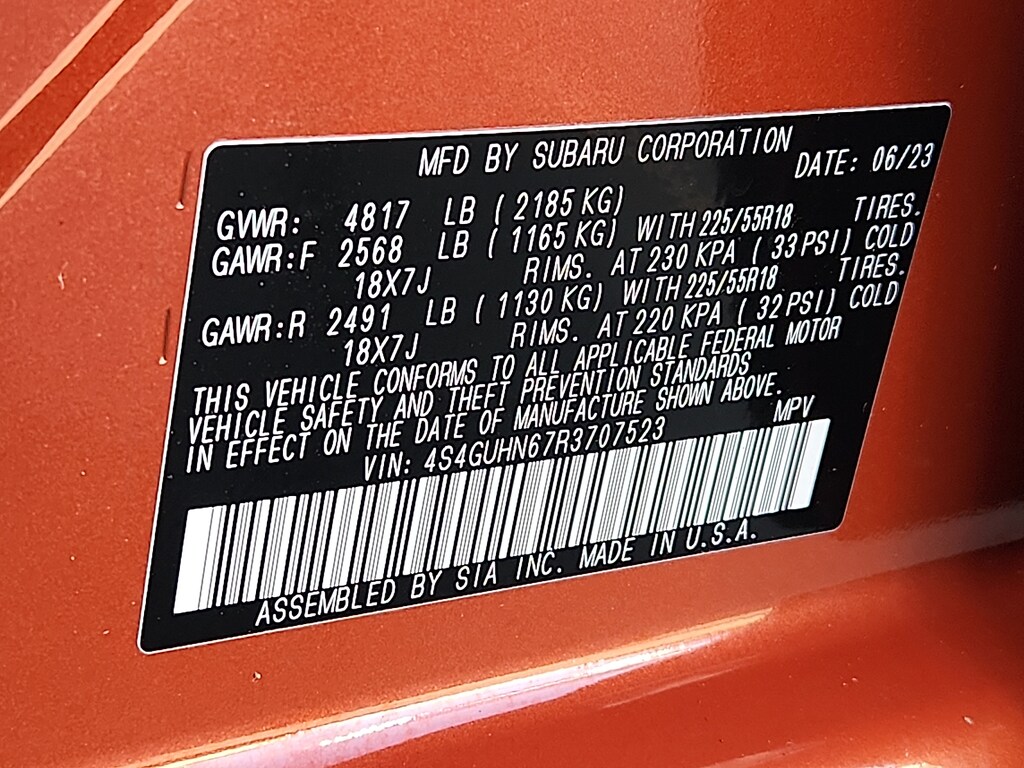 MFD BY SUBARU CORPORATION DATE: 06/23
GVWR: 4817 LB ( 2185 KG)
GAWR:F 2568 LB ( 1165 KG) WITH 225/55R18 TIRES.
18X7J RIMS. AT 230 KPA ( 33 PSI) COLD
GAWR:R 2491 LB ( 1130 KG) WITH 225/55R18 TIRES.
18X7J RIMS. AT 220 KPA ( 32 PSI) COLD
THIS VEHICLE CONFORMS TO ALL APPLICABLE FEDERAL MOTOR
VEHICLE SAFETY AND THEFT PREVENTION STANDARDS
IN EFFECT ON THE DATE OF MANUFACTURE SHOWN ABOVE.
VIN: 4S4GUHN67R3707523 MPV
ASSEMBLED BY SIA INC. MADE IN U.S.A.